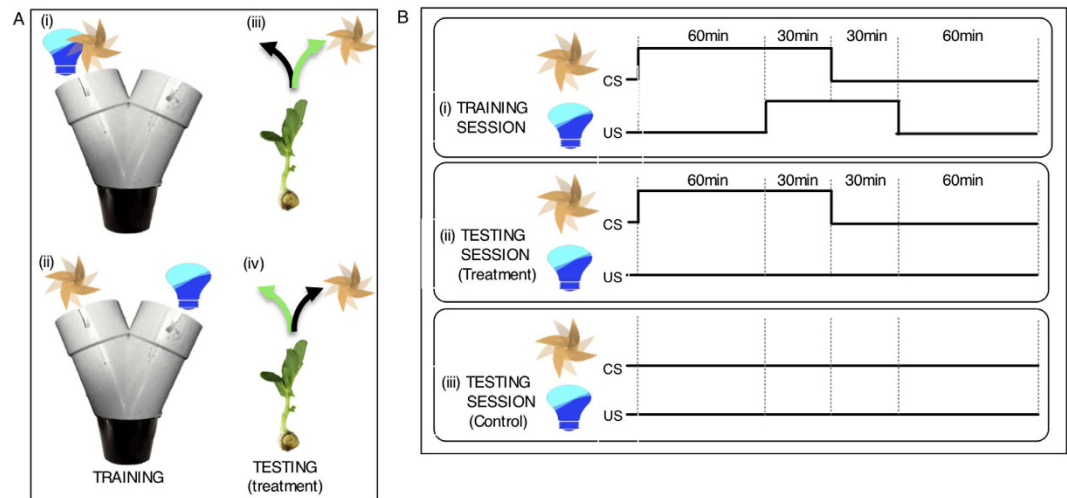 A
(i)
(iii)
(ii)
(iv)
TRAINING
TESTING
(treatment)
B
60min 30min 30min 60min
CS
(i) TRAINING
SESSION
US
60min 30min 30min 60min
CS
(ii) TESTING
SESSION
(Treatment)
US
CS
(iii) TESTING
SESSION
(Control)
US